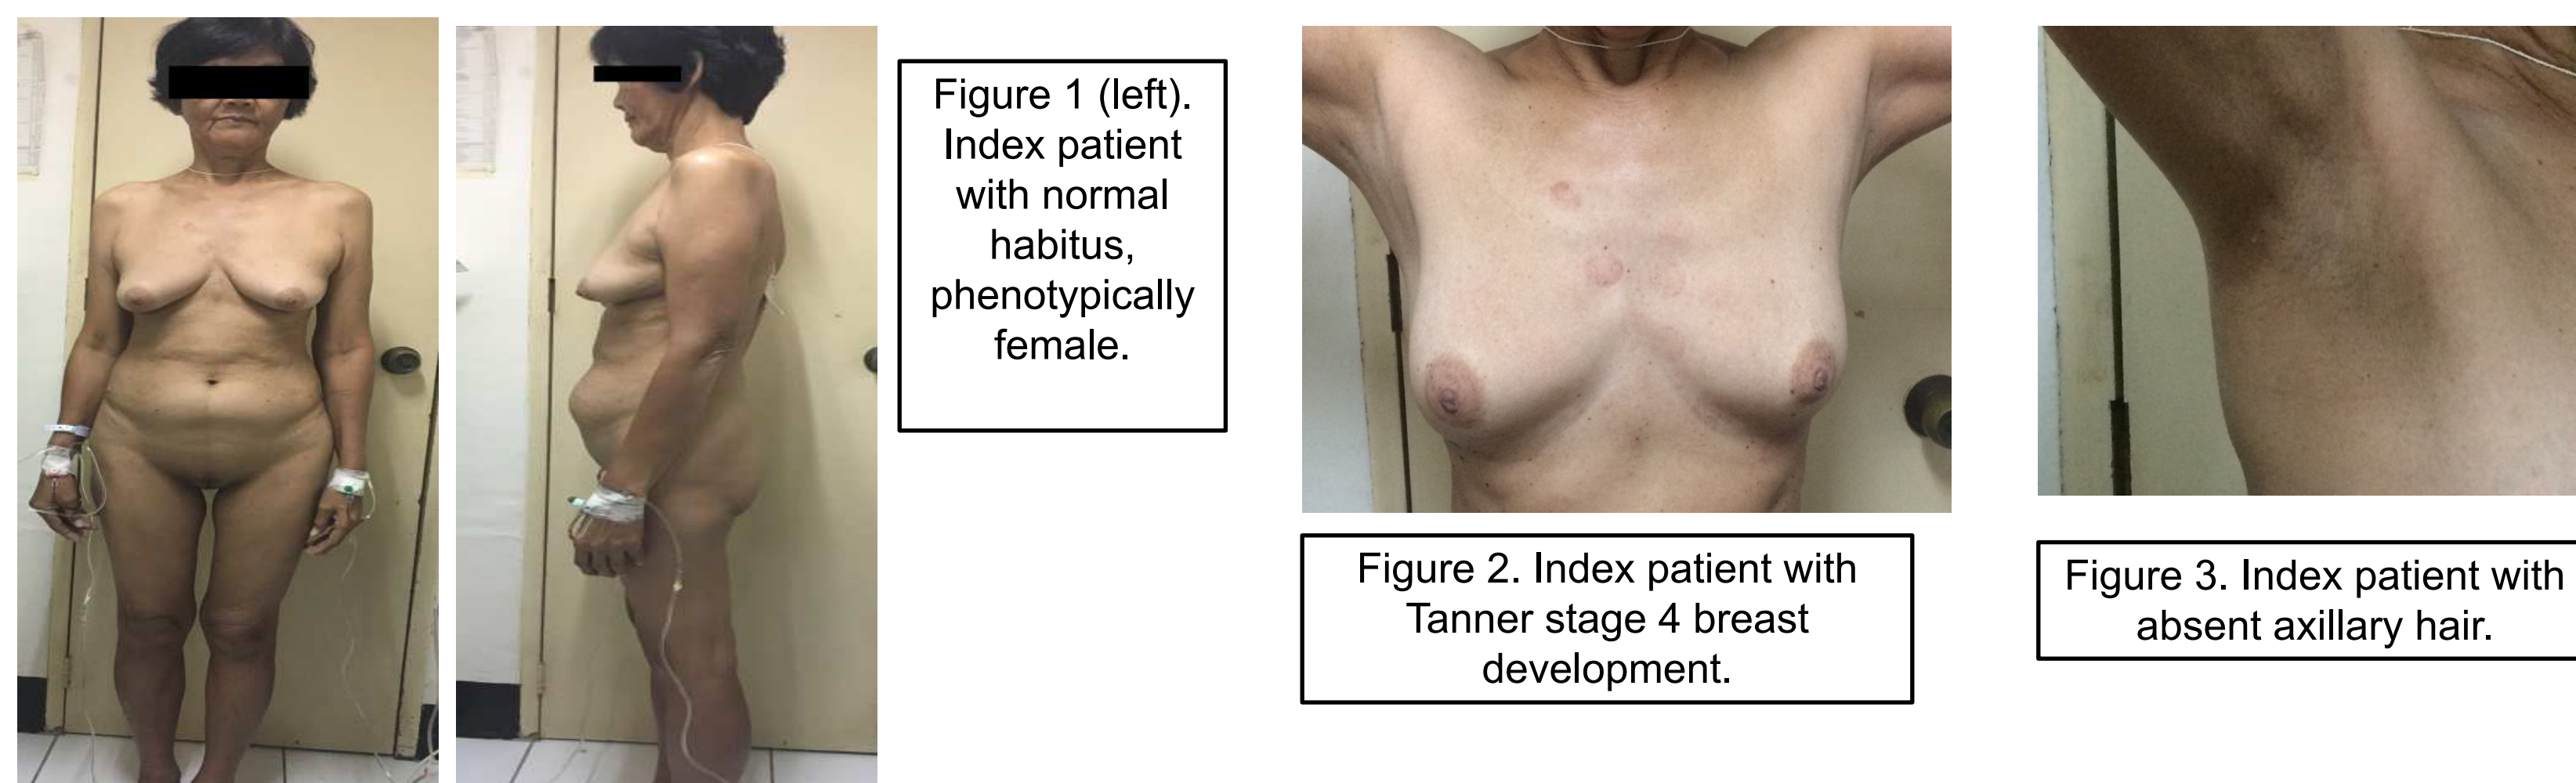 Figure 1 (left).
Index patient
with normal
habitus,
phenotypically
female.
Figure 2. Index patient with
Tanner stage 4 breast
development.
Figure 3. Index patient with
absent axillary hair.